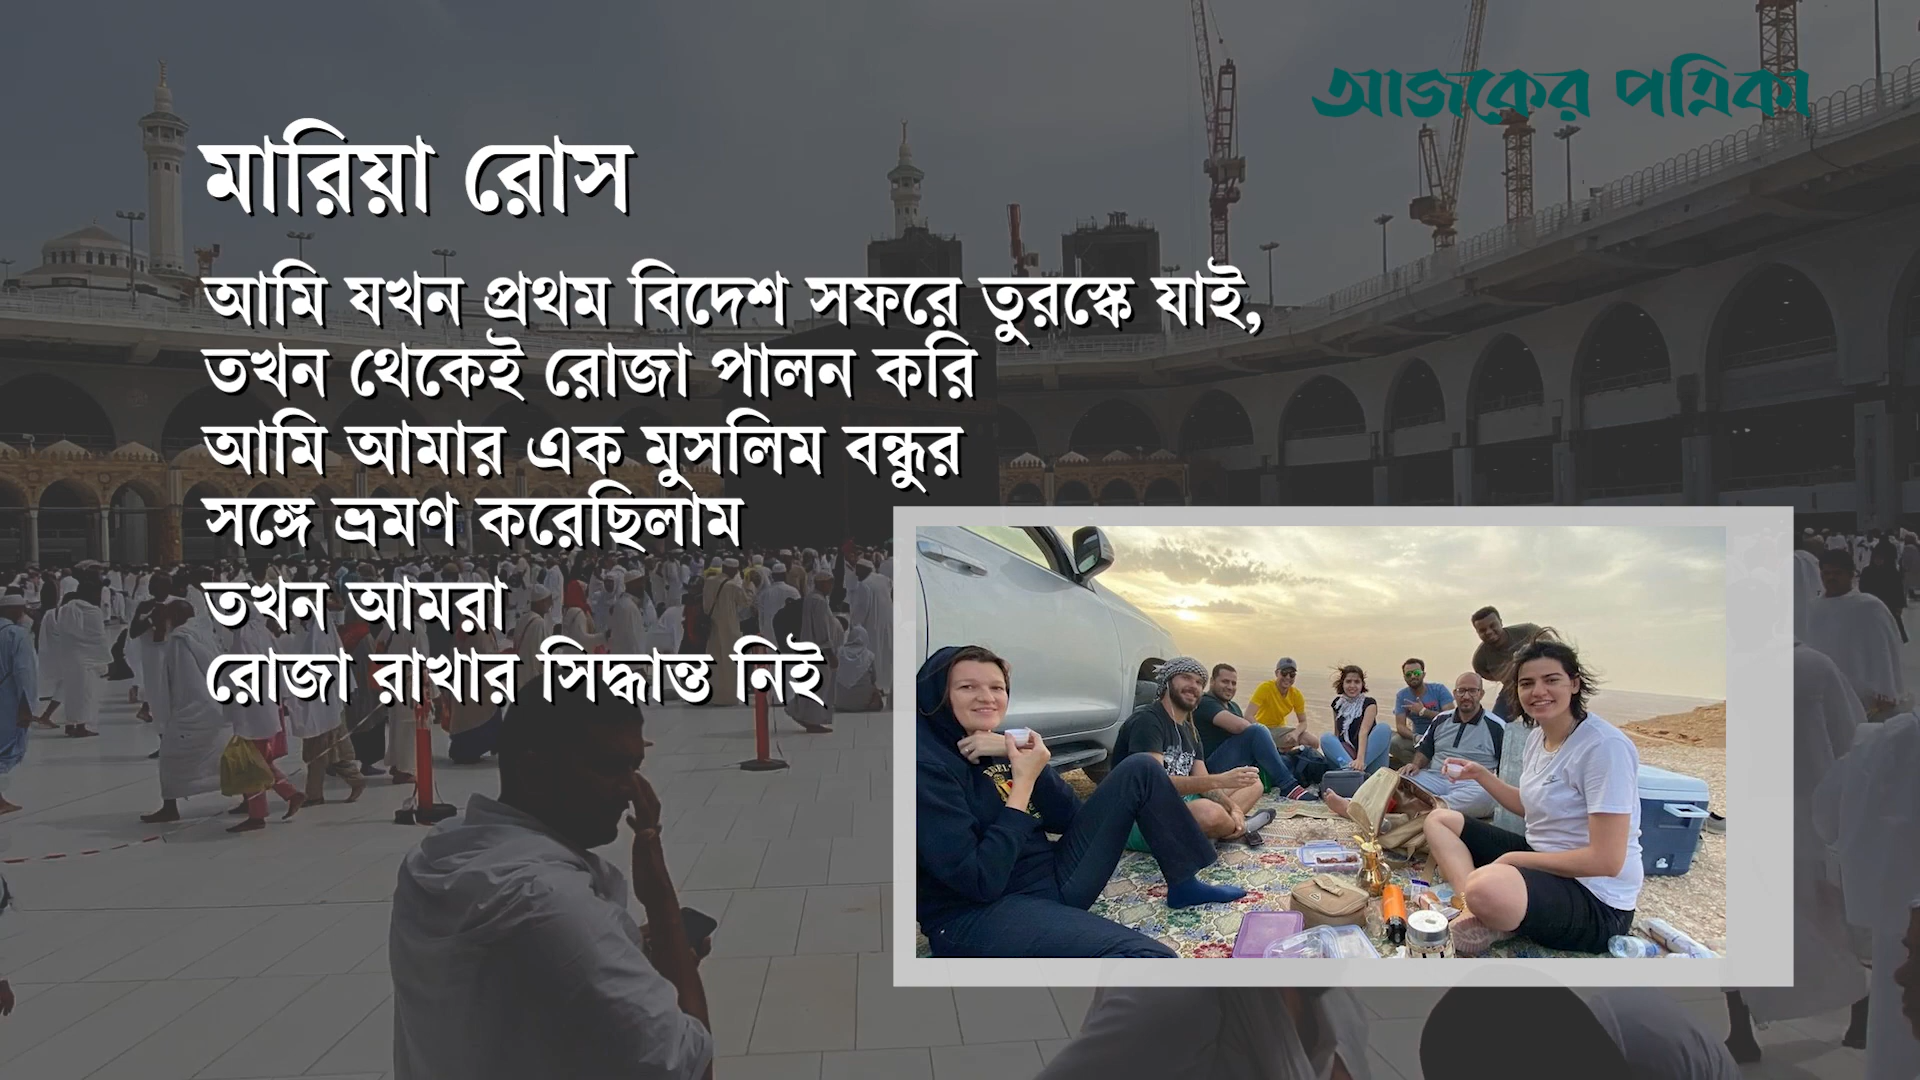 আজকের পত্রিকা
মারিয়া রোস
আমি যখন প্রথম বিদেশ সফরে তুরস্কে যাই,
তখন থেকেই রোজা পালন করি
আমি আমার এক মুসলিম বন্ধুর
সঙ্গে ভ্রমণ করেছিলাম
তখন আমরা
রোজা রাখার সিদ্ধান্ত নিই